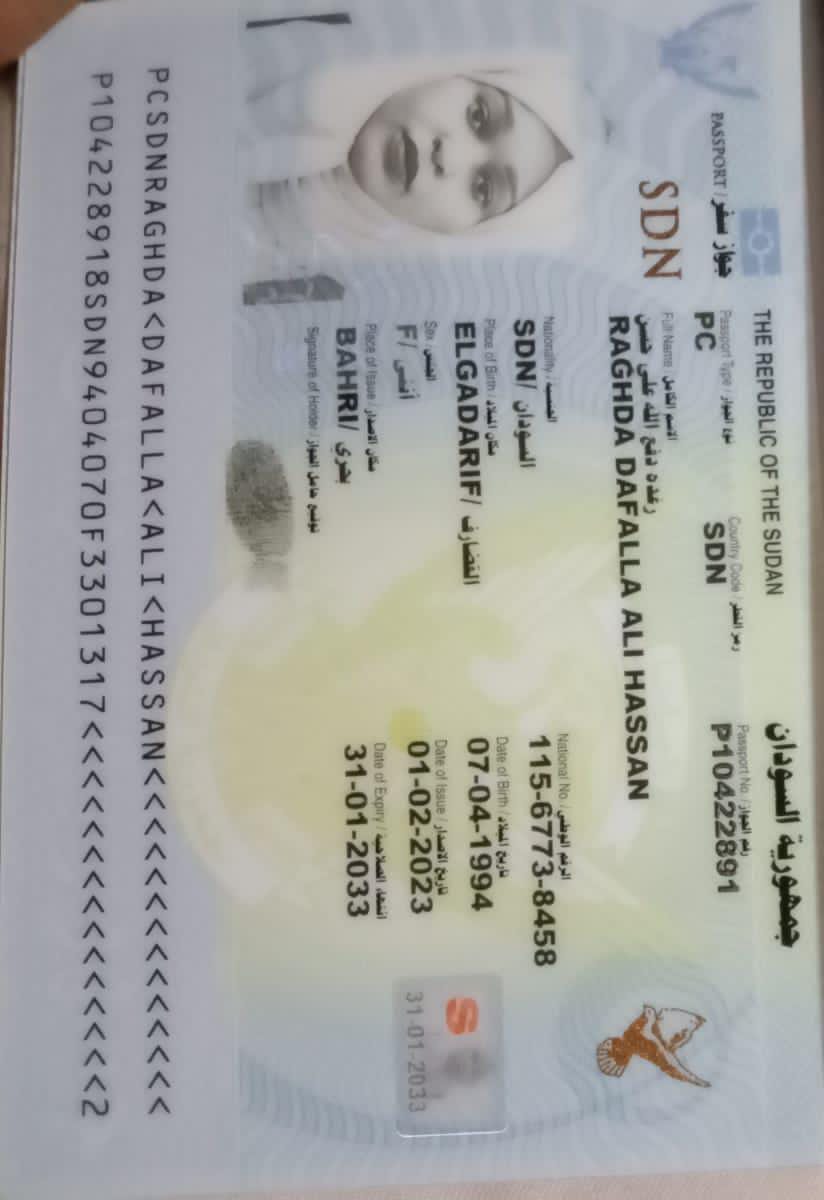 THE REPUBLIC OF THE SUDAN جمهورية السودان
PASSPORT / جواز سفر
Passport Type / نوع الجواز
PC
Country Code / رمز القطر
SDN
Passport No. / رقم الجواز
P10422891
SDN
Full Name / الاسم الكامل
رغده دفع الله علي حسن
RAGHDA DAFALLA ALI HASSAN
Nationality / الجنسية
SDN/ السودان
National No. / الرقم الوطني
115-6773-8458
Place of Birth / مكان الميلاد
ELGADARIF/ القضارف
Date of Birth / تاريخ الميلاد
07-04-1994
Sex / الجنس
F/ أنثى
Date of Issue / تاريخ الاصدار
01-02-2023
Place of Issue / مكان الاصدار
BAHRI/ بحري
Date of Expiry / انتهاء الصلاحية
31-01-2033
Signature of Holder / توقيع حامل الجواز
S
31-01-2033
PCSDNRAGHDA<DAFALLA<ALI<HASSAN<<<<<<<<<<<<<<
P104228918SDN9404070F3301317<<<<<<<<<<<<<<<2